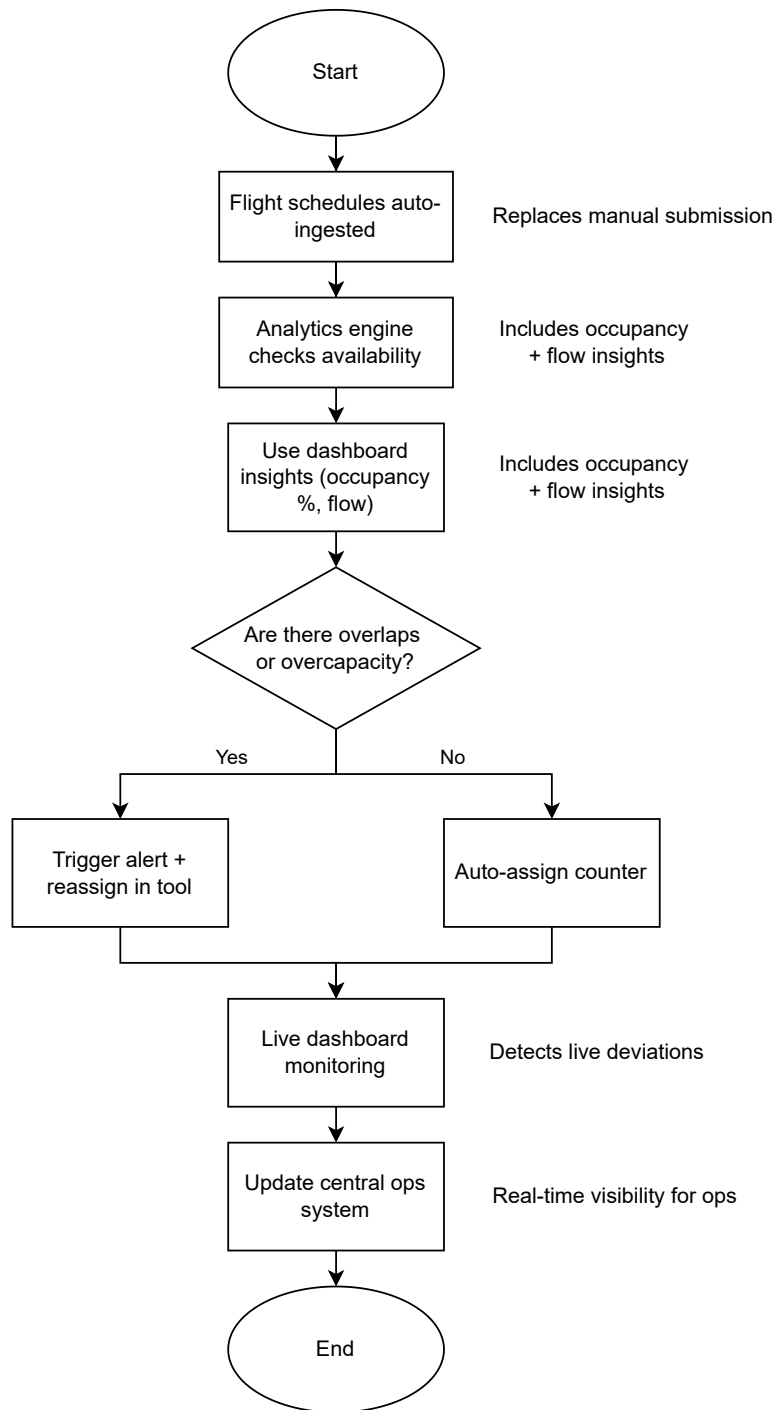 Start
Flight schedules auto-
ingested
Replaces manual submission
Analytics engine
checks availability
Includes occupancy
+ flow insights
Use dashboard
insights (occupancy
%, flow)
Includes occupancy
+ flow insights
Are there overlaps
or overcapacity?
Yes
No
Trigger alert +
reassign in tool
Auto-assign counter
Live dashboard
monitoring
Detects live deviations
Update central ops
system
Real-time visibility for ops
End